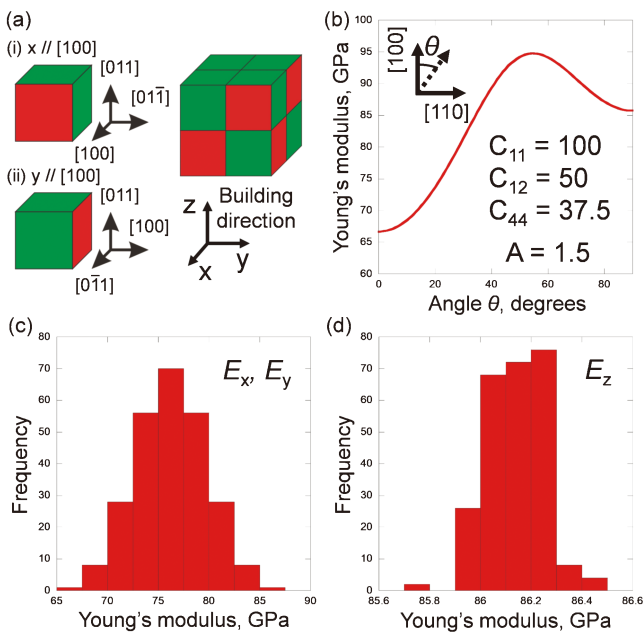 (a)
(i) x // [100]
[011]
[011̄]
[100]
(ii) y // [100]
[011]
[100]
[01̄1]
Building
direction
z
y
x
(b)
Young's modulus, GPa
100
95
90
85
80
75
70
65
60
[100]
θ
[110]
C₁₁ = 100
C₁₂ = 50
C₄₄ = 37.5
A = 1.5
0 20 40 60 80
Angle θ, degrees
(c)
Frequency
80
70
60
50
40
30
20
10
0
Eₓ, Eᵧ
65 70 75 80 85 90
Young's modulus, GPa
(d)
Frequency
80
70
60
50
40
30
20
10
0
E_z
85.6 85.8 86 86.2 86.4 86.6
Young's modulus, GPa